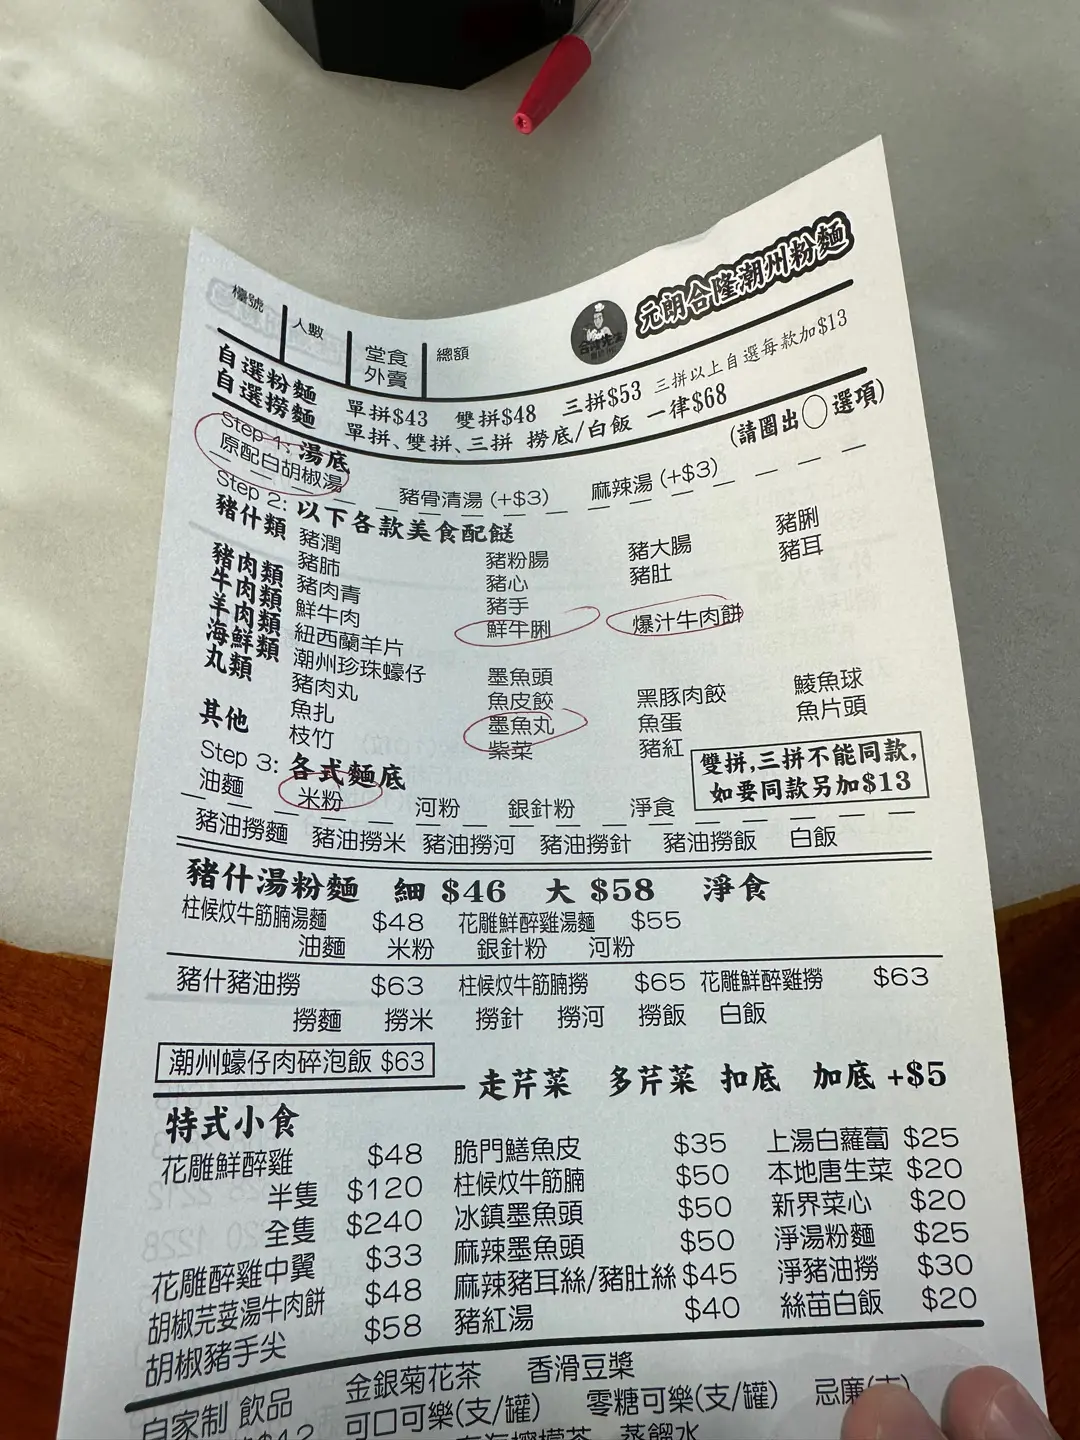 元朗合隆潮州粉麵
檯號 人數 堂食 外賣 總額
自選粉麵 單拼$43 雙拼$48 三拼$53 三拼以上自選每款加$13
自選撈麵 單拼、雙拼、三拼 撈底/白飯 一律$68
(請圈出○選項)
Step 1: 湯底
原配白胡椒湯 豬骨清湯 (+$3) 麻辣湯 (+$3)
Step 2: 以下各款美食配餸
豬什類 豬潤 豬粉腸 豬大腸 豬脷
豬肺 豬心 豬肚 豬耳
豬肉類 豬肉青 豬手
牛肉類 鮮牛肉 鮮牛脷 爆汁牛肉餅
羊肉類 紐西蘭羊片
海鮮類 潮州珍珠蠔仔 墨魚頭
丸類 豬肉丸 魚皮餃 黑豚肉餃 鯪魚球
魚扎 墨魚丸 魚蛋 魚片頭
其他 枝竹 紫菜 豬紅
雙拼,三拼不能同款,
如要同款另加$13
Step 3: 各式麵底
油麵 米粉 河粉 銀針粉 淨食
豬油撈麵 豬油撈米 豬油撈河 豬油撈針 豬油撈飯 白飯
豬什湯粉麵 細 $46 大 $58 淨食
柱候炆牛筋腩湯麵 $48 花雕鮮醉雞湯麵 $55
油麵 米粉 銀針粉 河粉
豬什豬油撈 $63 柱候炆牛筋腩撈 $65 花雕鮮醉雞撈 $63
撈麵 撈米 撈針 撈河 撈飯 白飯
潮州蠔仔肉碎泡飯 $63
走芹菜 多芹菜 扣底 加底 +$5
特式小食
花雕鮮醉雞 $48 脆門鱔魚皮 $35 上湯白蘿蔔 $25
半隻 $120 柱候炆牛筋腩 $50 本地唐生菜 $20
全隻 $240 冰鎮墨魚頭 $50 新界菜心 $20
花雕醉雞中翼 $33 麻辣墨魚頭 $50 淨湯粉麵 $25
胡椒芫荽湯牛肉餅 $48 麻辣豬耳絲/豬肚絲 $45 淨豬油撈 $30
胡椒豬手尖 $58 豬紅湯 $40 絲苗白飯 $20
自家制 飲品 金銀菊花茶 香滑豆漿
可口可樂(支/罐) 零糖可樂(支/罐) 忌廉
蒸餾水